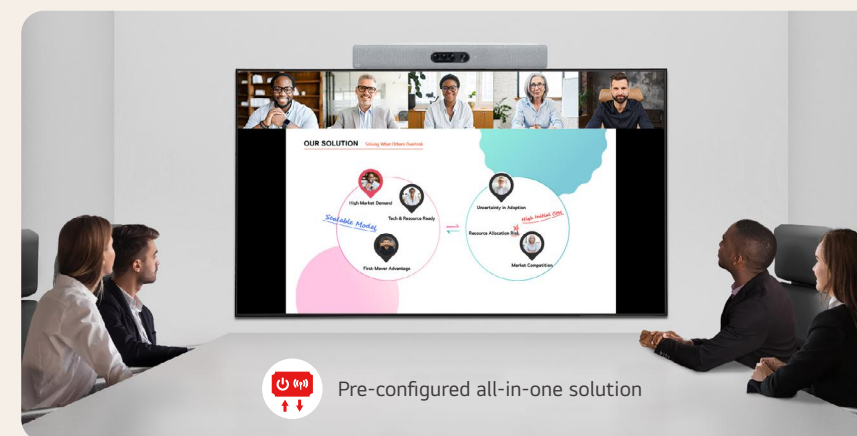 OUR SOLUTION Solving What Others Overlook
High Market Demand
Tech & Resource Ready
Scalable Model
First-Mover Advantage
Uncertainty in Adoption
High Initial Cost
Resource Allocation Risk
Market Competition
Pre-configured all-in-one solution